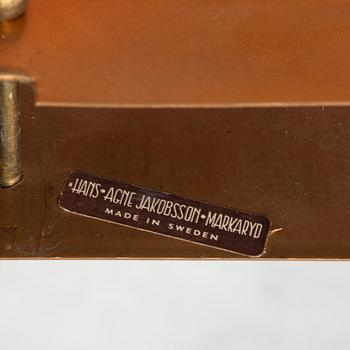 •HANS-AGNE JAKOBSSON-MARKARYD
MADE IN SWEDEN